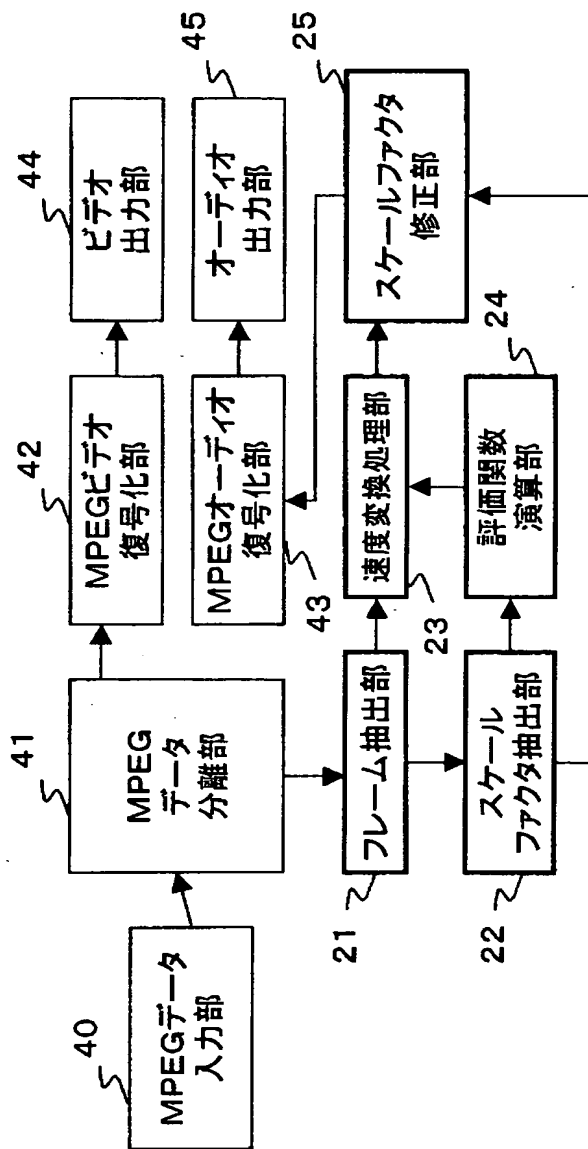 40
MPEGデータ
入力部
41
MPEG
データ
分離部
42
MPEGビデオ
復号化部
44
ビデオ
出力部
MPEGオーディオ
復号化部
43
45
オーディオ
出力部
21
フレーム抽出部
速度変換処理部
23
25
スケールファクタ
修正部
22
スケール
ファクタ抽出部
24
評価関数
演算部